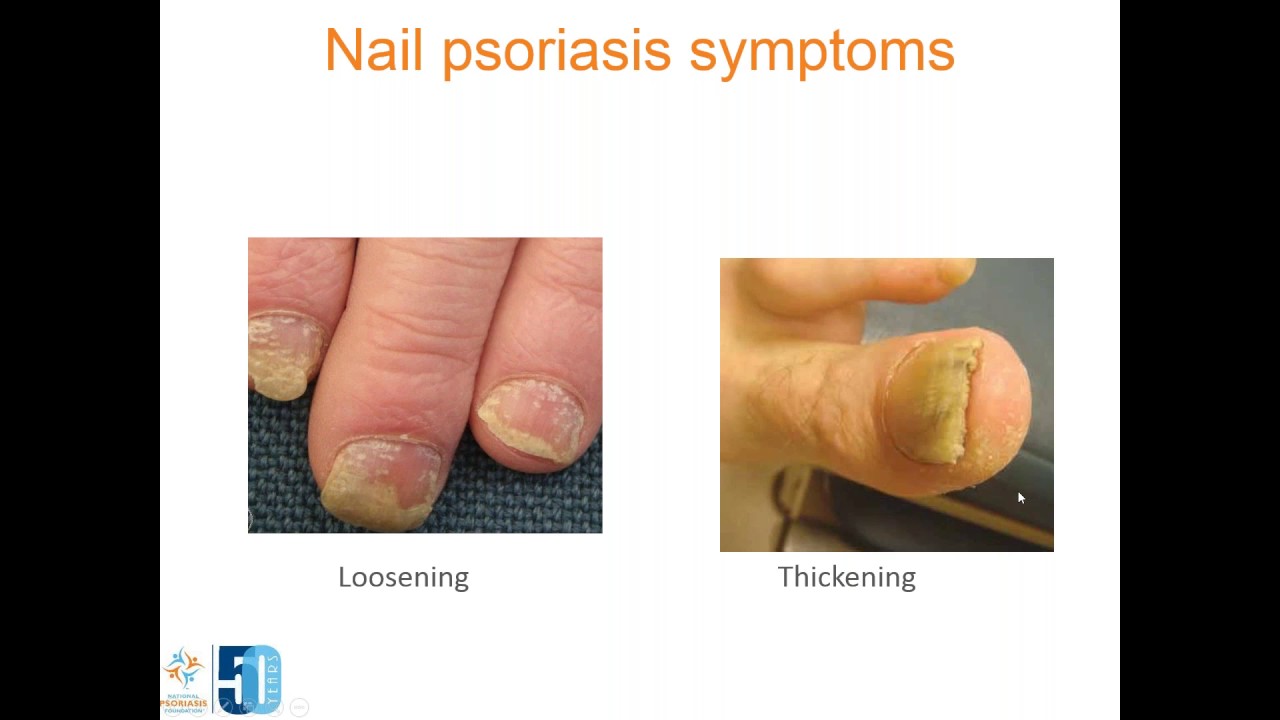 Nail psoriasis symptoms
Loosening
Thickening
NATIONAL
PSORIASIS
FOUNDATION
50
YEARS